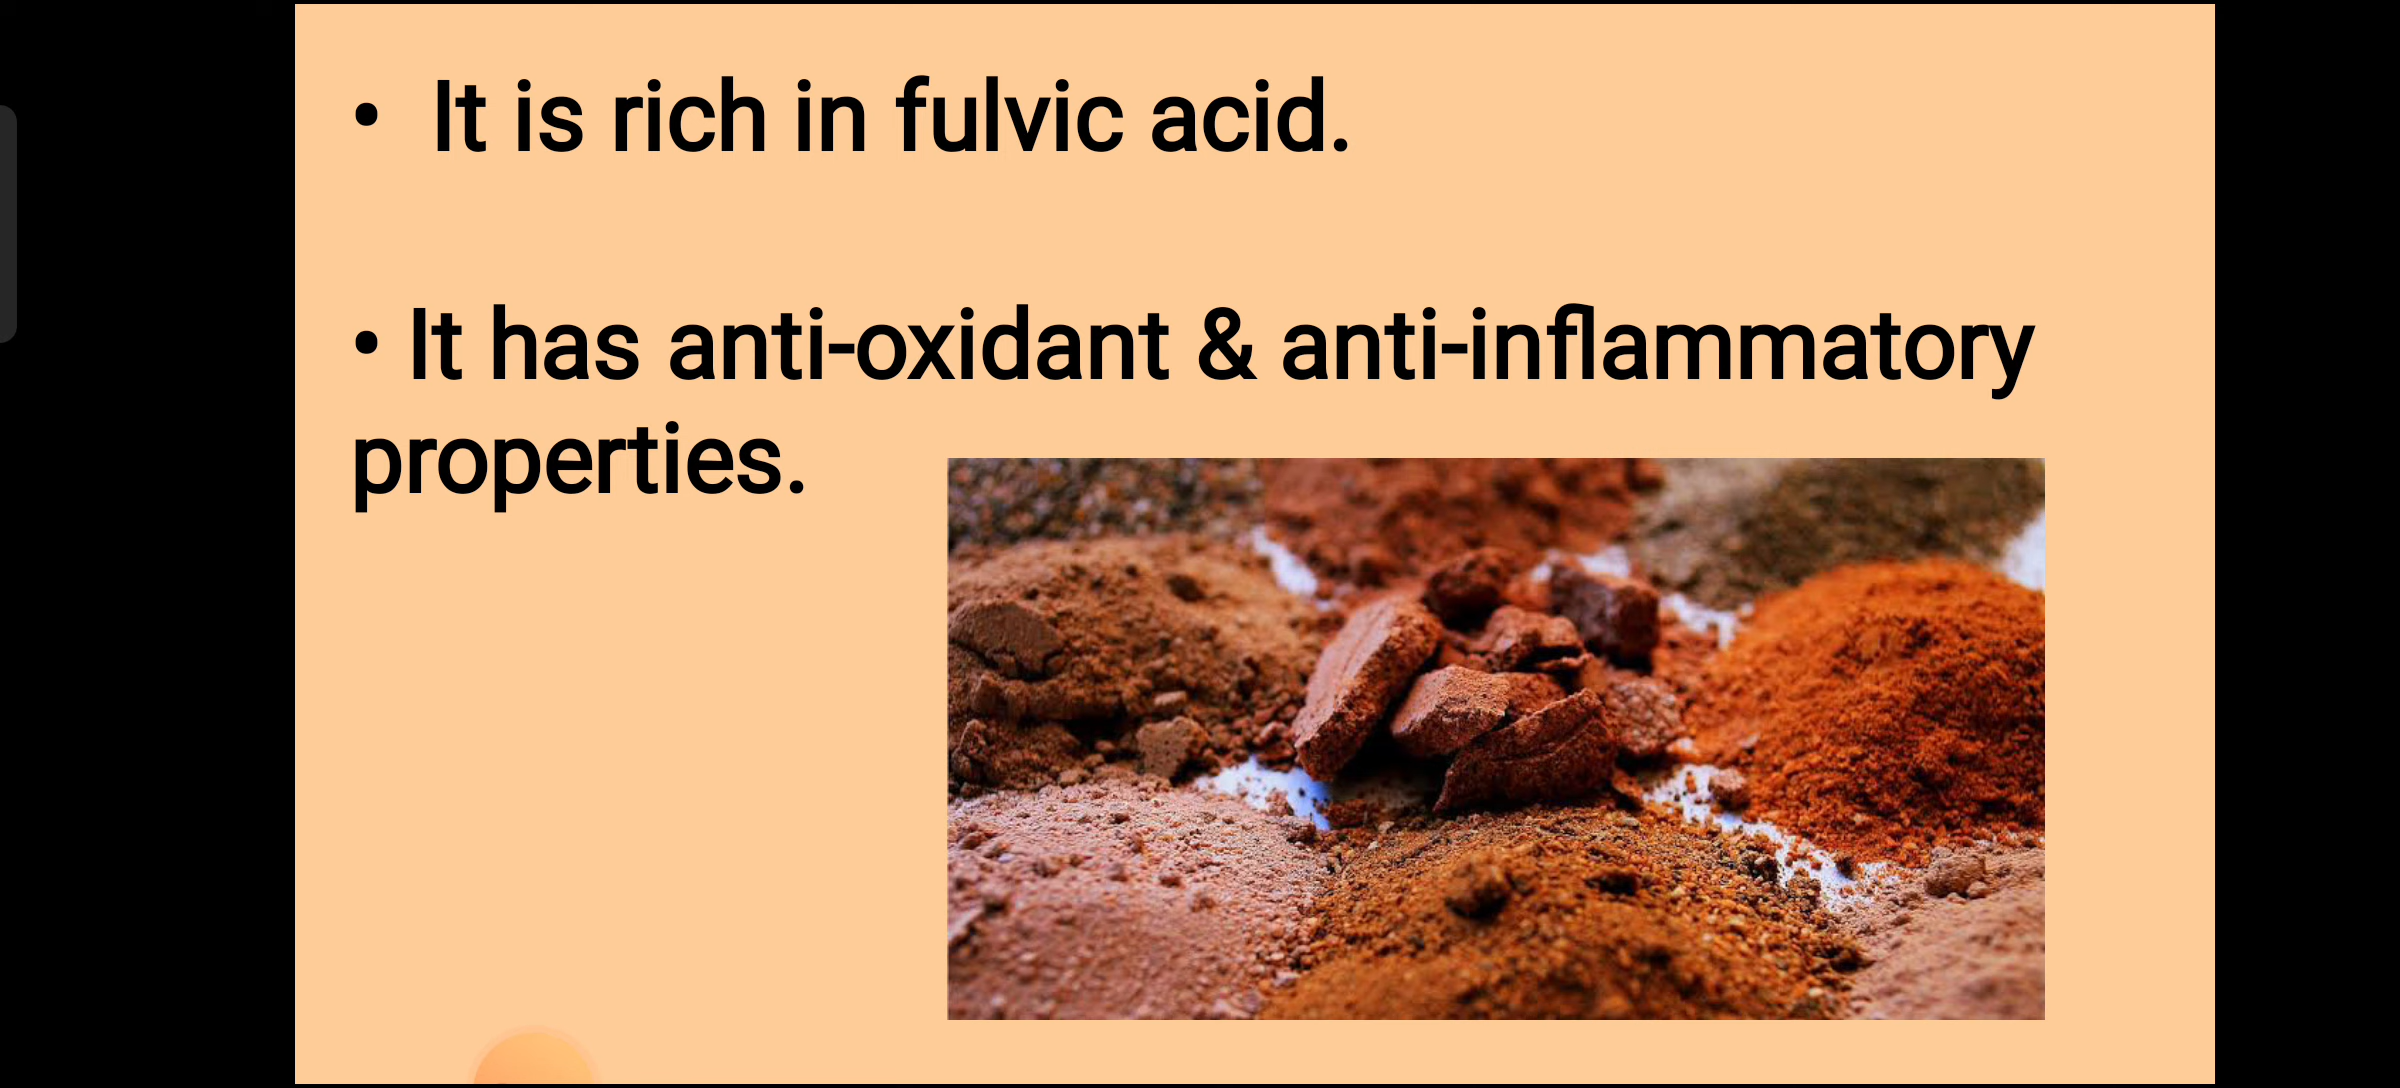 • It is rich in fulvic acid.
• It has anti-oxidant & anti-inflammatory
properties.